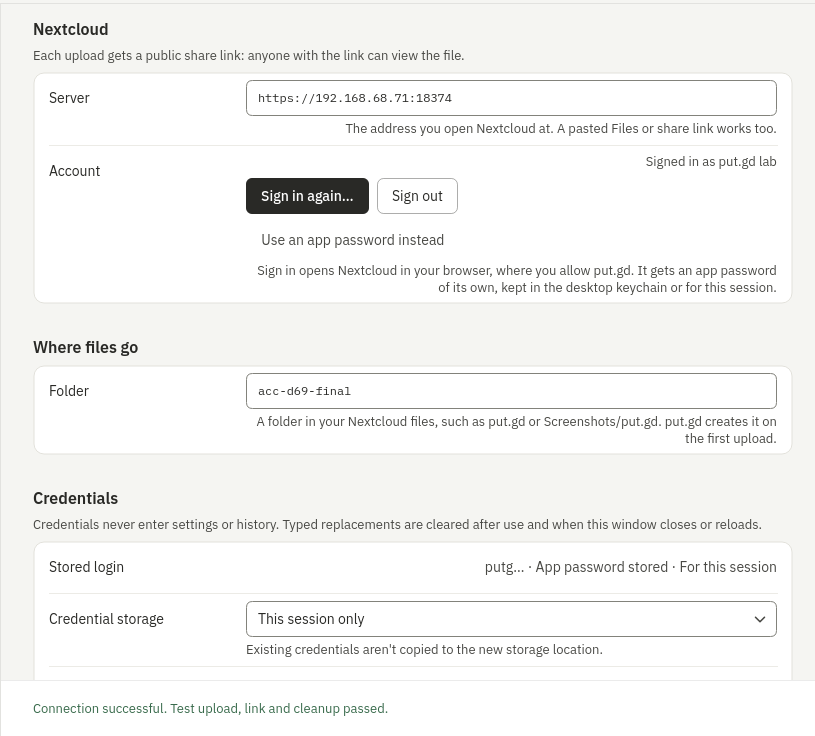 Nextcloud
Each upload gets a public share link: anyone with the link can view the file.
Server
https://192.168.68.71:18374
The address you open Nextcloud at. A pasted Files or share link works too.
Account
Signed in as put.gd lab
Sign in again…
Sign out
Use an app password instead
Sign in opens Nextcloud in your browser, where you allow put.gd. It gets an app password
of its own, kept in the desktop keychain or for this session.
Where files go
Folder
acc-d69-final
A folder in your Nextcloud files, such as put.gd or Screenshots/put.gd. put.gd creates it on
the first upload.
Credentials
Credentials never enter settings or history. Typed replacements are cleared after use and when this window closes or reloads.
Stored login
putg… · App password stored · For this session
Credential storage
This session only
Existing credentials aren't copied to the new storage location.
Connection successful. Test upload, link and cleanup passed.